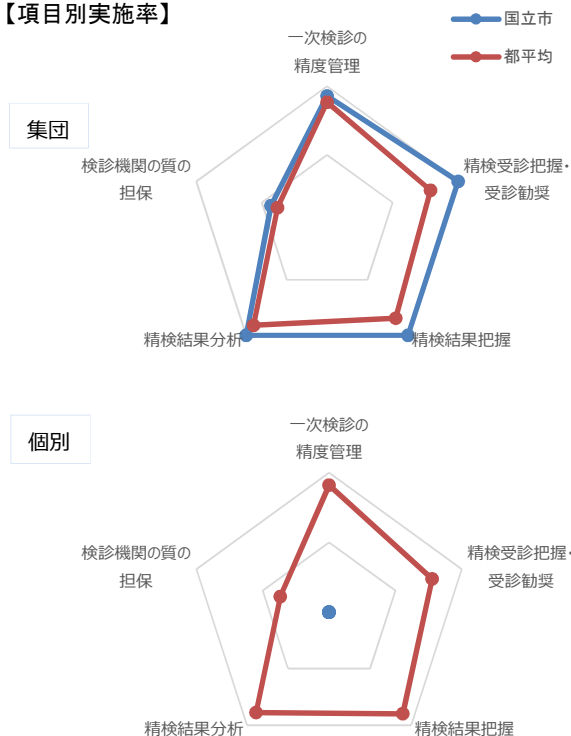 【項目別実施率】
国立市
都平均
集団
一次検診の
精度管理
精検受診把握・
受診勧奨
精検結果把握
精検結果分析
検診機関の質の
担保
個別
一次検診の
精度管理
精検受診把握・
受診勧奨
精検結果把握
精検結果分析
検診機関の質の
担保